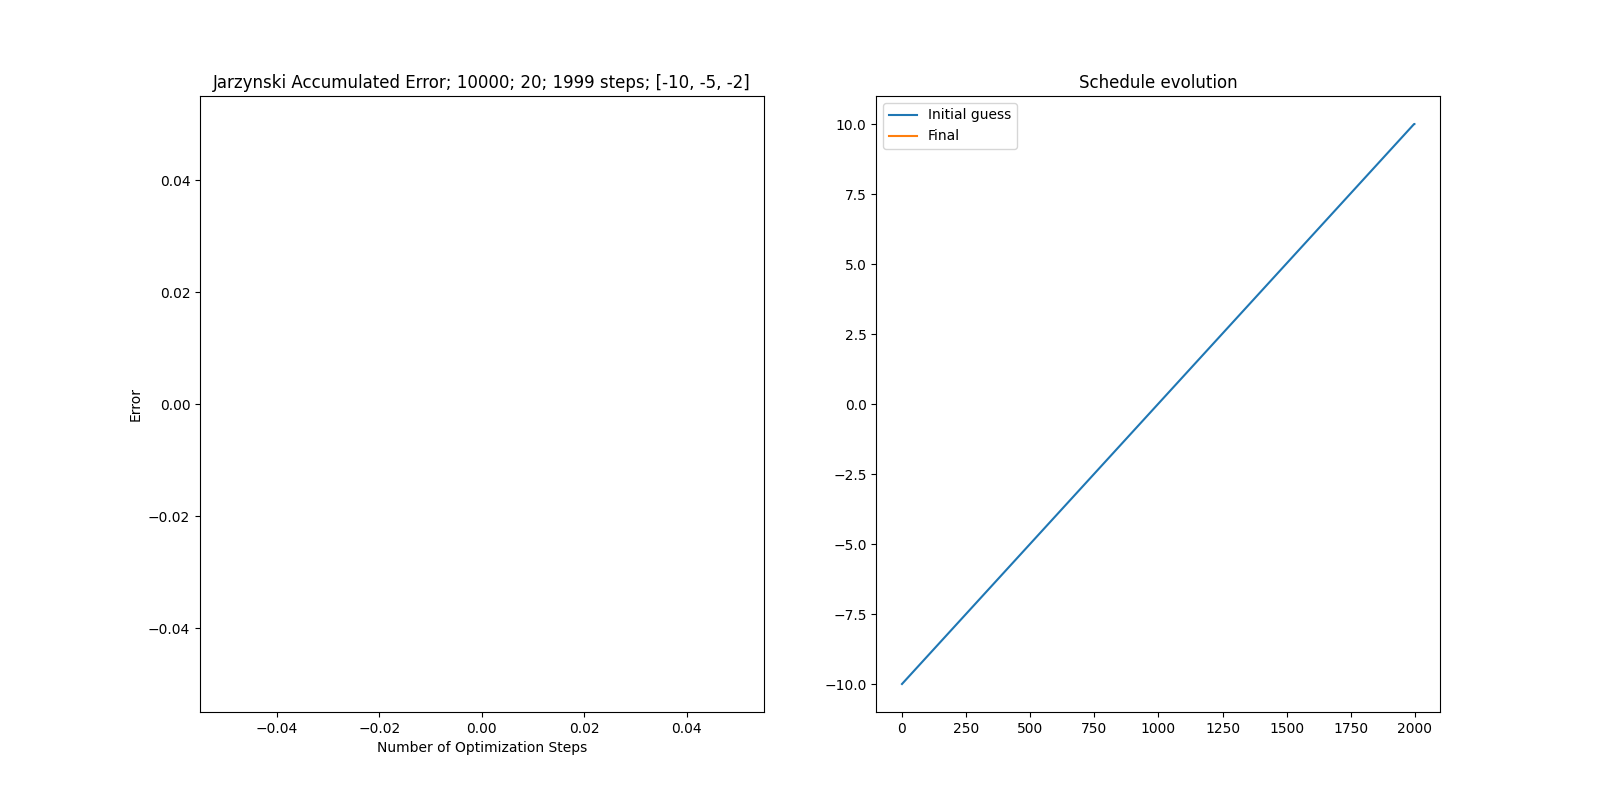 Jarzynski Accumulated Error; 10000; 20; 1999 steps; [-10, -5, -2]
0.04
0.02
0.00
−0.02
−0.04
Error
−0.04 −0.02 0.00 0.02 0.04
Number of Optimization Steps
Schedule evolution
Initial guess
Final
10.0
7.5
5.0
2.5
0.0
−2.5
−5.0
−7.5
−10.0
0 250 500 750 1000 1250 1500 1750 2000